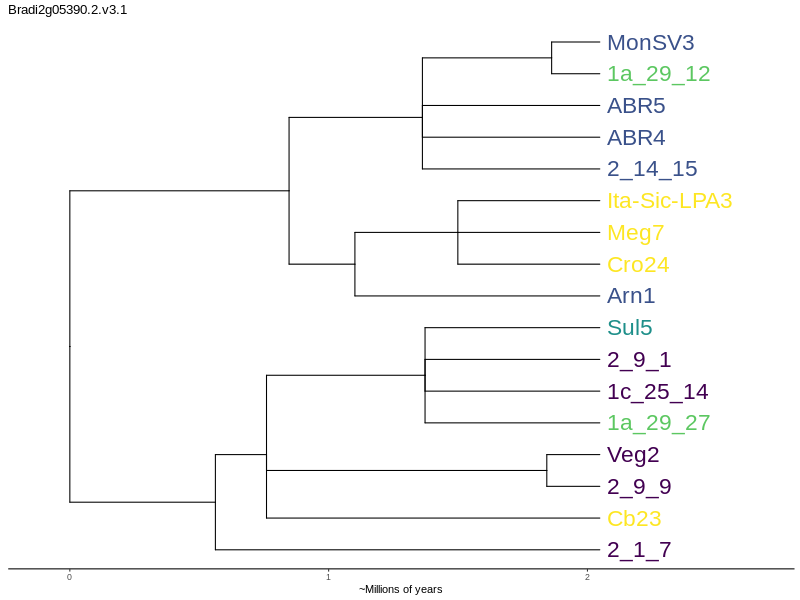 Bradi2g05390.2.v3.1
MonSV3
1a_29_12
ABR5
ABR4
2_14_15
Ita-Sic-LPA3
Meg7
Cro24
Arn1
Sul5
2_9_1
1c_25_14
1a_29_27
Veg2
2_9_9
Cb23
2_1_7
0 1 2
~Millions of years